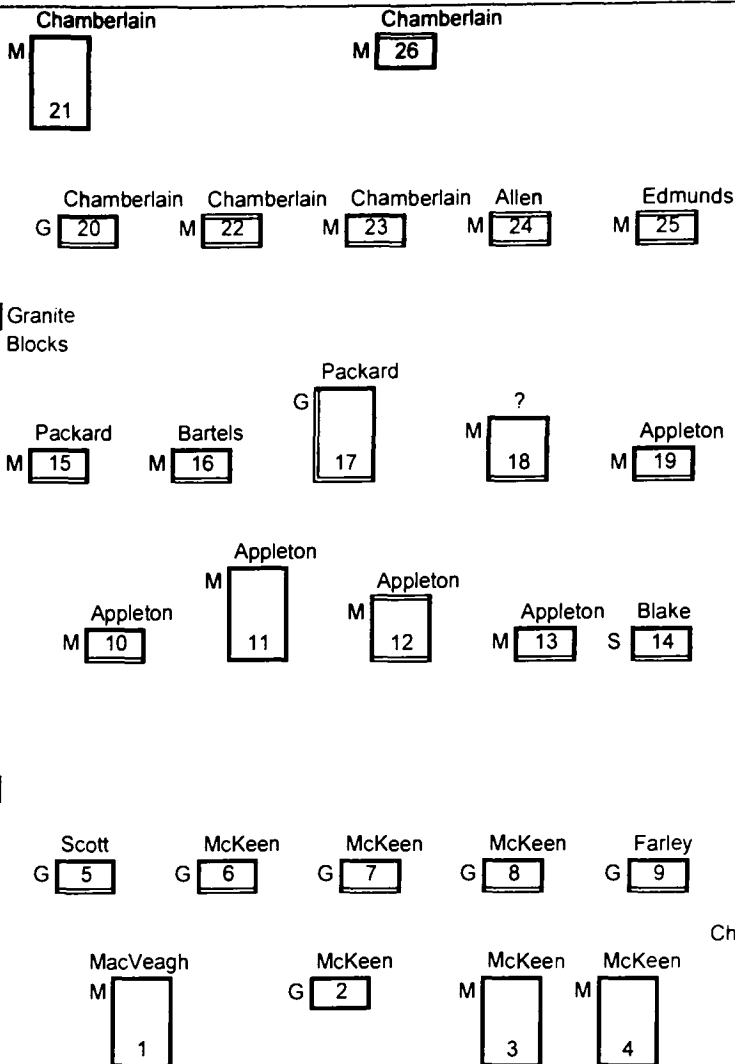 Chamberlain Chamberlain
M M 26
21
Chamberlain Chamberlain Chamberlain Allen Edmunds
G 20 M 22 M 23 M 24 M 25
Granite
Blocks
Packard
G ?
Packard Bartels M Appleton
M 15 M 16 17 18 M 19
Appleton
M Appleton
Appleton M Appleton Blake
M 10 11 12 M 13 S 14
Scott McKeen McKeen McKeen Farley
G 5 G 6 G 7 G 8 G 9
Ch
MacVeagh McKeen McKeen McKeen
M G 2 M M
1 3 4